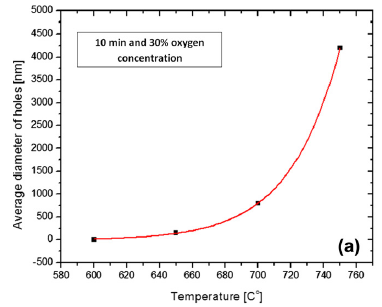 10 min and 30% oxygen
concentration
Average diameter of holes [nm]
5000
4500
4000
3500
3000
2500
2000
1500
1000
500
0
-500
(a)
580 600 620 640 660 680 700 720 740 760
Temperature [C°]